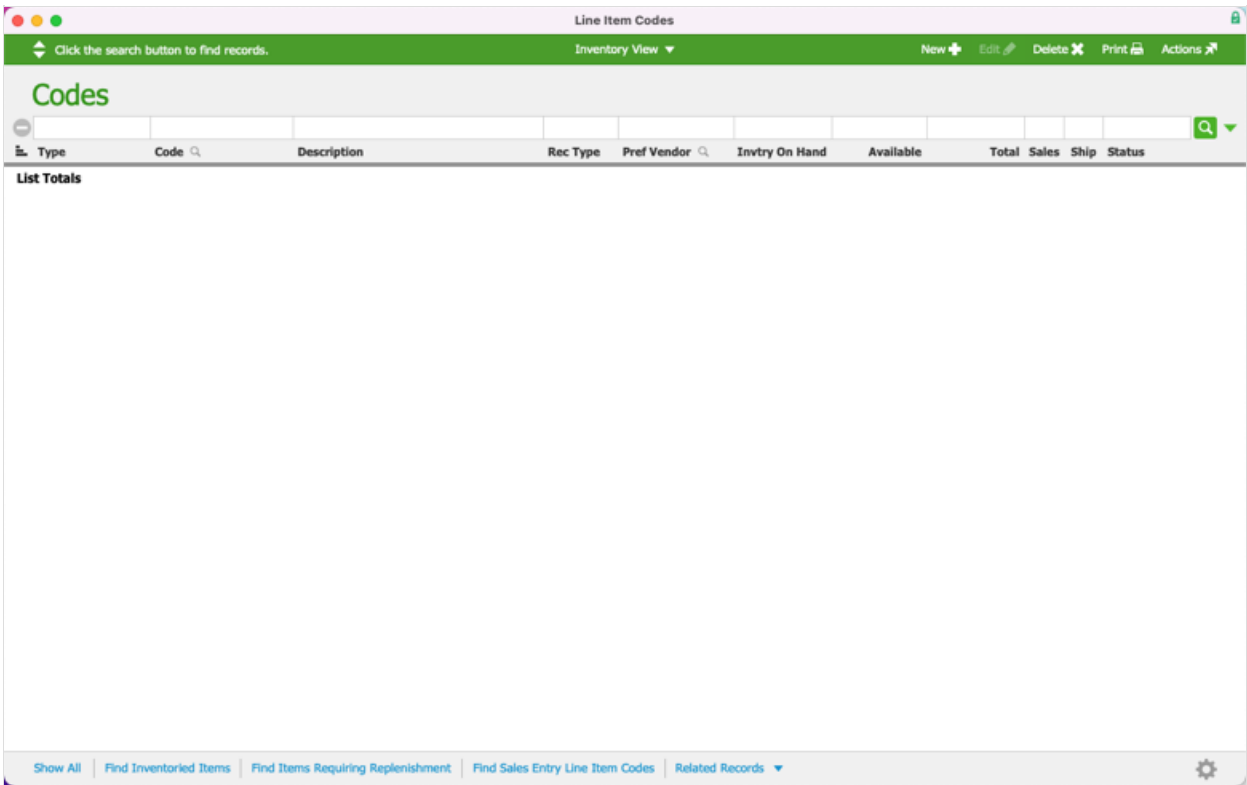 Line Item Codes
Click the search button to find records. Inventory View New Edit Delete Print Actions
Codes
Type Code Description Rec Type Pref Vendor Invtry On Hand Available Total Sales Ship Status
List Totals
Show All Find Inventoried Items Find Items Requiring Replenishment Find Sales Entry Line Item Codes Related Records